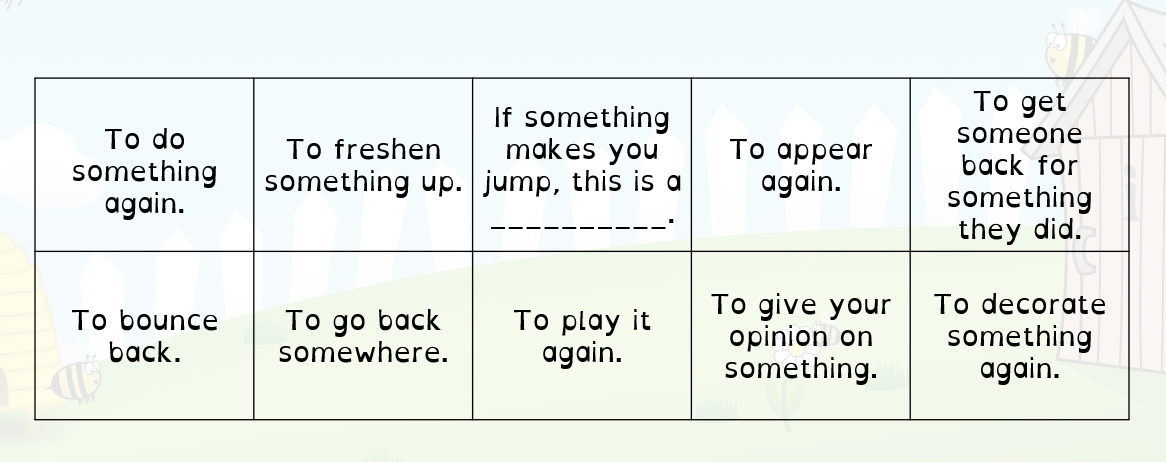 To do
something
again.
To freshen
something up.
If something
makes you
jump, this is a
__________.
To appear
again.
To get
someone
back for
something
they did.
To bounce
back.
To go back
somewhere.
To play it
again.
To give your
opinion on
something.
To decorate
something
again.